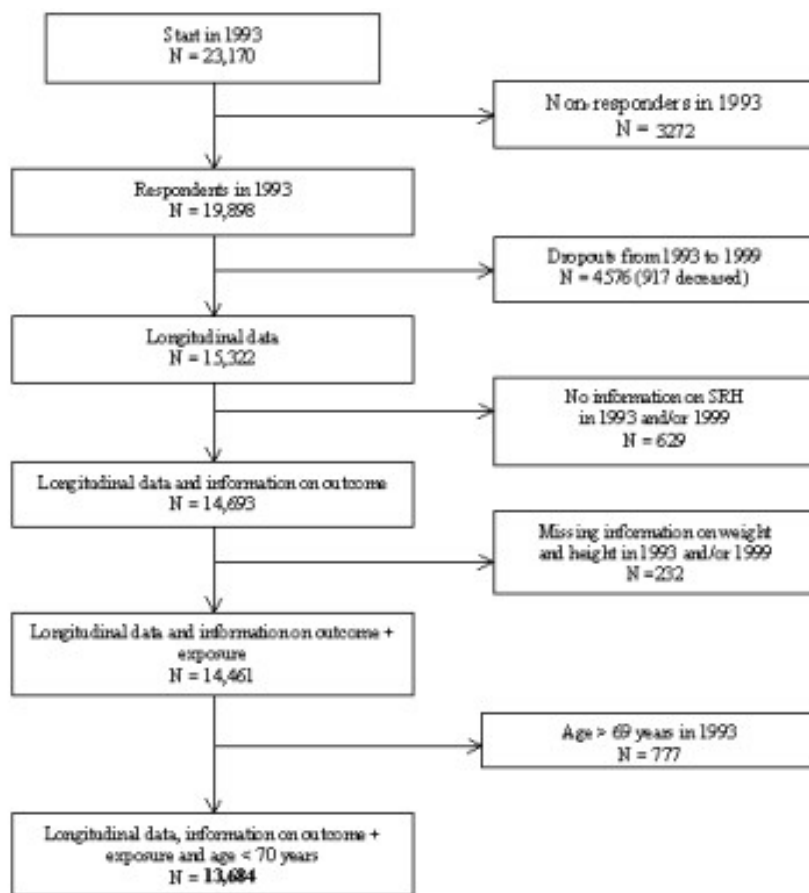 Start in 1993
N = 23,170
Non-responders in 1993
N = 3272
Respondents in 1993
N = 19,898
Dropouts from 1993 to 1999
N = 4576 (917 deceased)
Longitudinal data
N = 15,322
No information on SRH
in 1993 and/or 1999
N = 629
Longitudinal data and information on outcome
N = 14,693
Missing information on weight
and height in 1993 and/or 1999
N =232
Longitudinal data and information on outcome +
exposure
N = 14,461
Age > 69 years in 1993
N = 777
Longitudinal data, information on outcome +
exposure and age < 70 years
N = 13,684